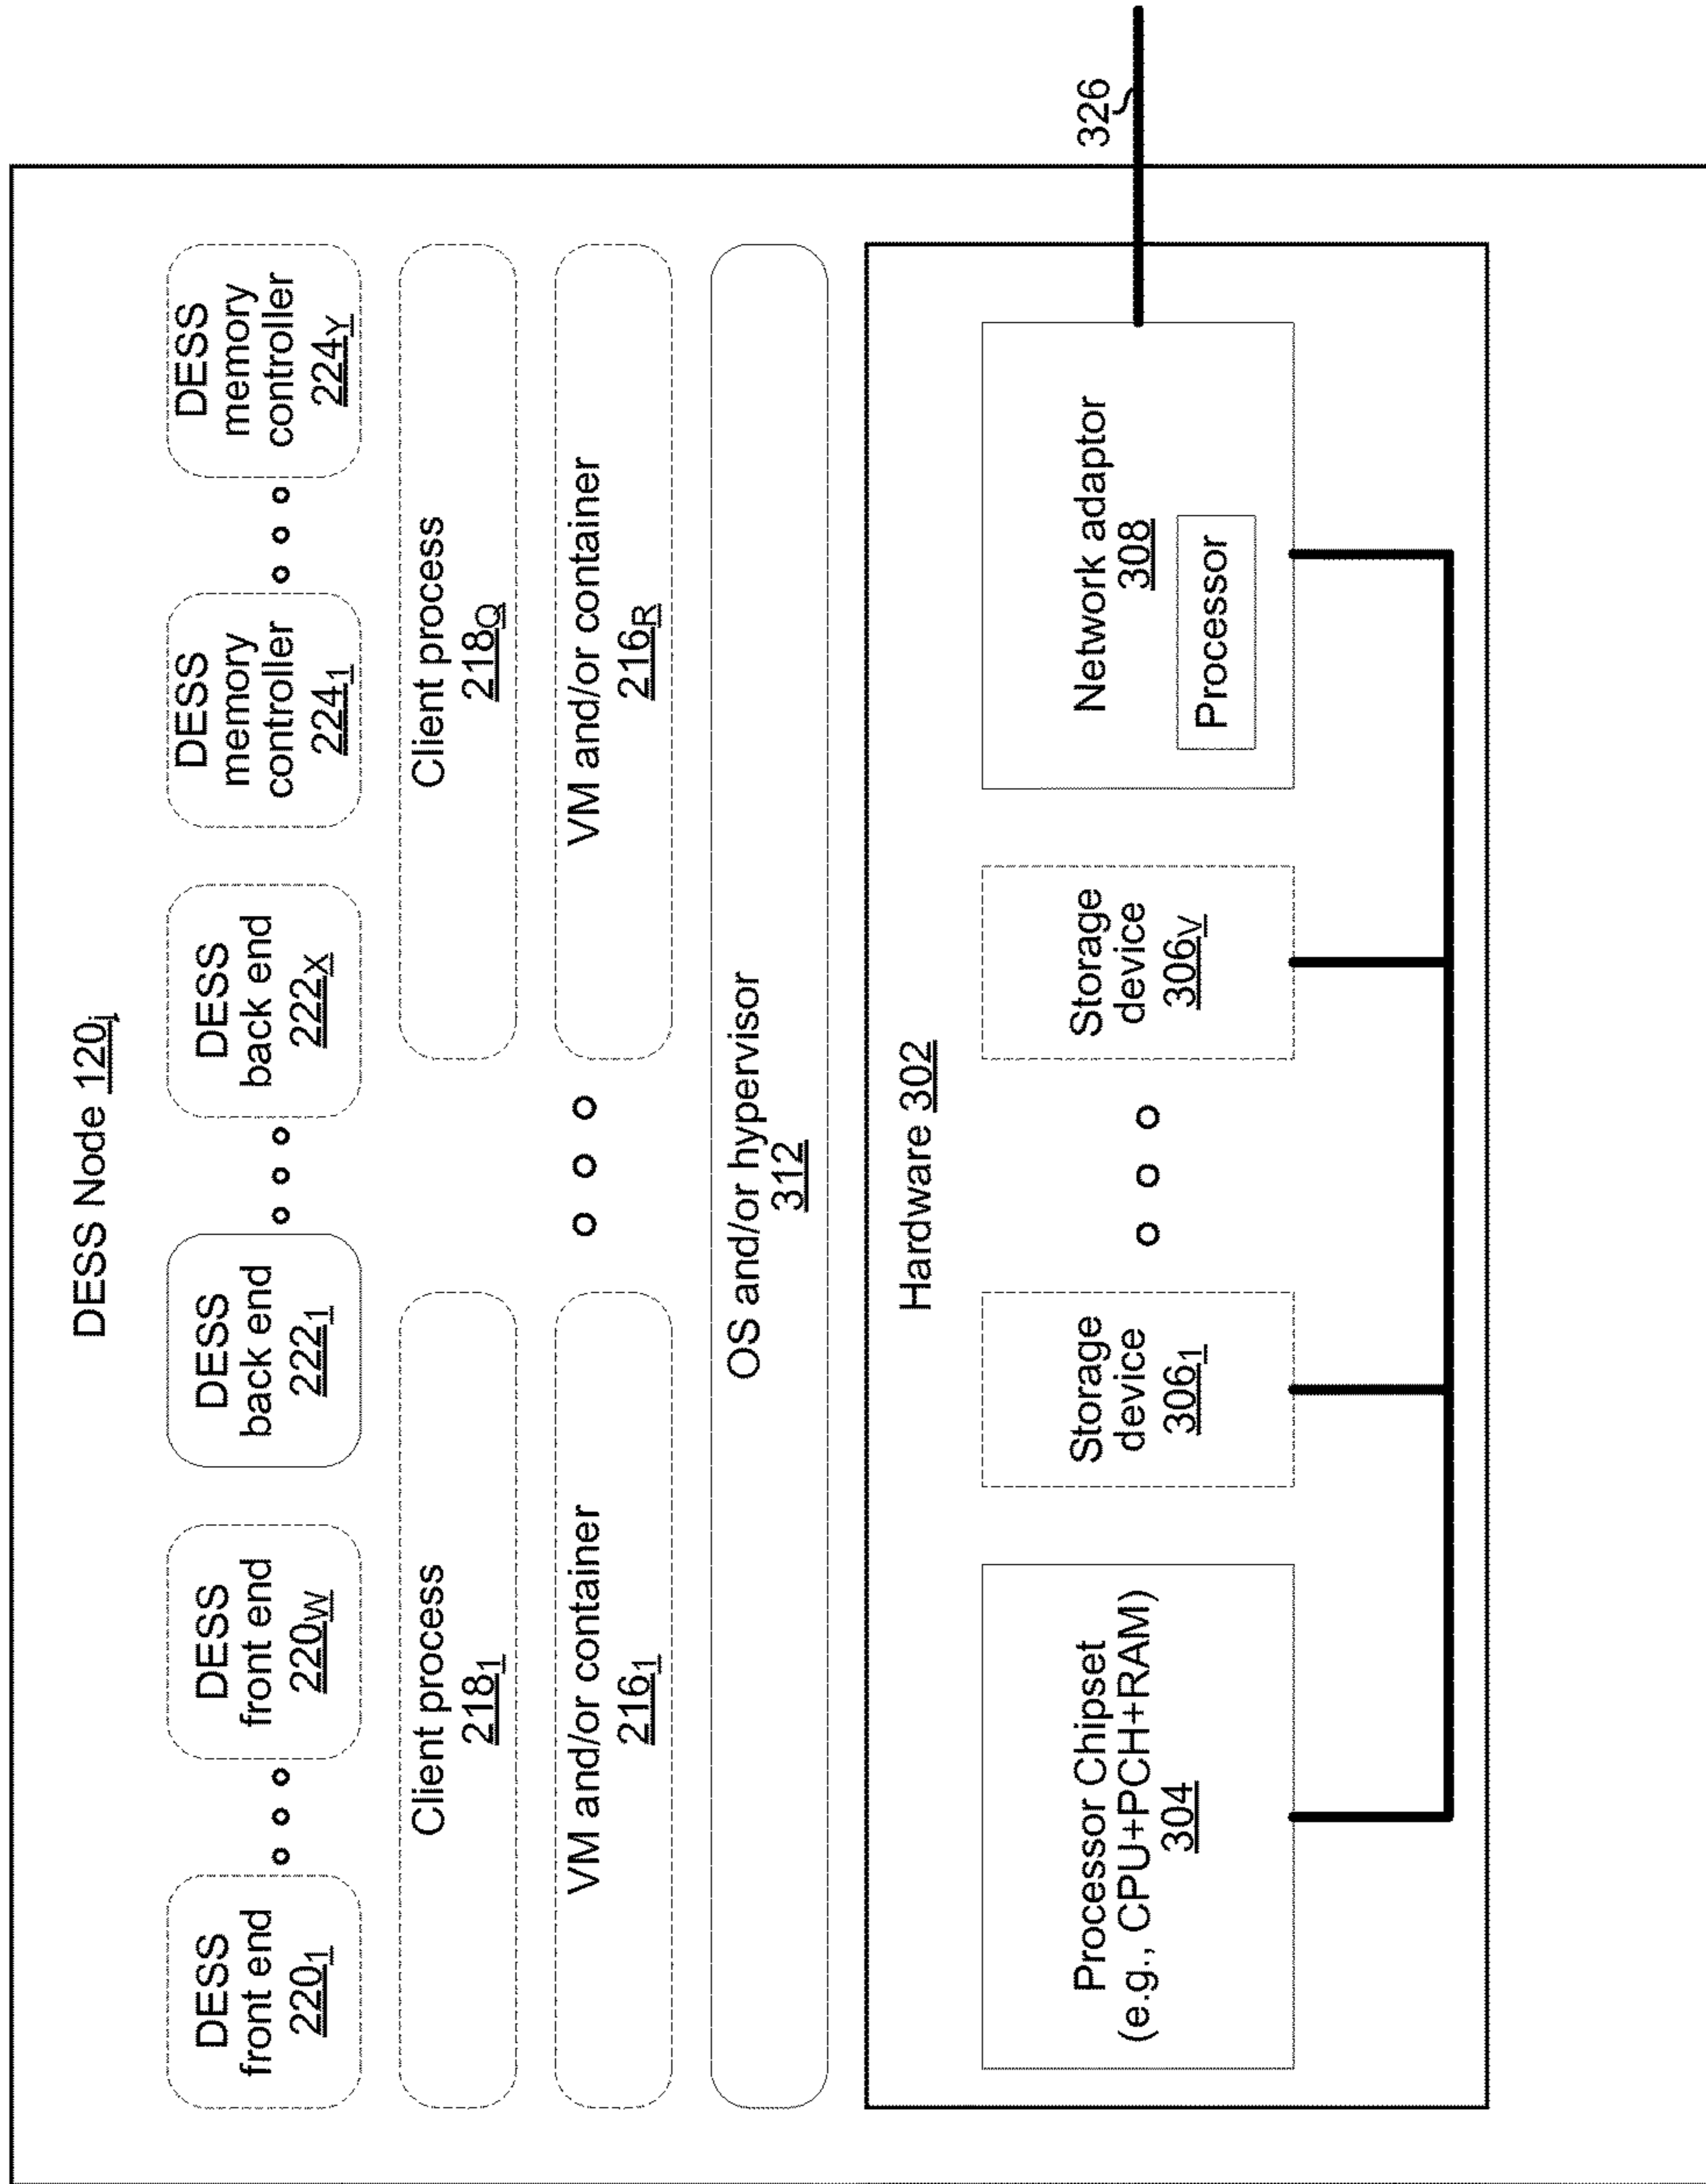 DESS Node 120j
DESS
front end
2201
DESS
front end
220W
DESS
back end
2221
DESS
back end
222X
DESS
memory
controller
2241
DESS
memory
controller
224Y
Client process
2181
Client process
218Q
VM and/or container
2161
VM and/or container
216R
OS and/or hypervisor
312
Hardware 302
Processor Chipset
(e.g., CPU+PCH+RAM)
304
Storage
device
3061
Storage
device
306V
Network adaptor
308
Processor
326